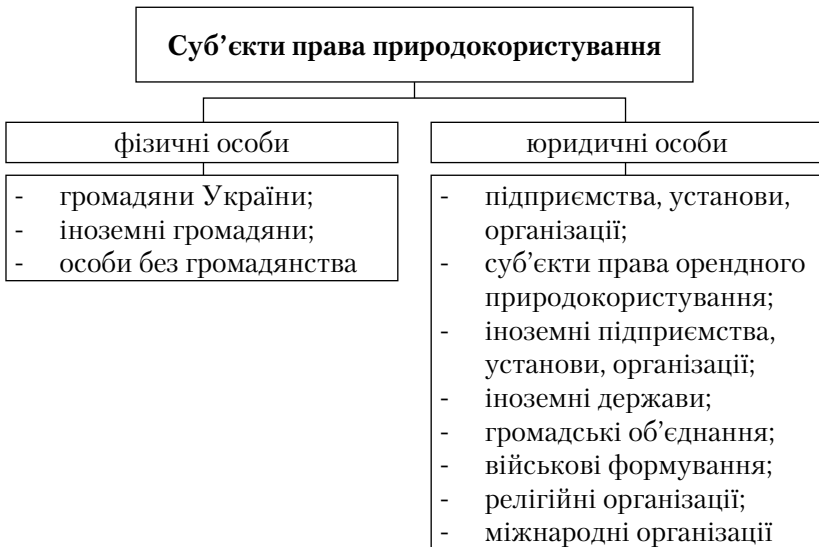 Суб’єкти права природокористування
фізичні особи
- громадяни України;
- іноземні громадяни;
- особи без громадянства
юридичні особи
- підприємства, установи,
організації;
- суб’єкти права орендного
природокористування;
- іноземні підприємства,
установи, організації;
- іноземні держави;
- громадські об’єднання;
- військові формування;
- релігійні організації;
- міжнародні організації